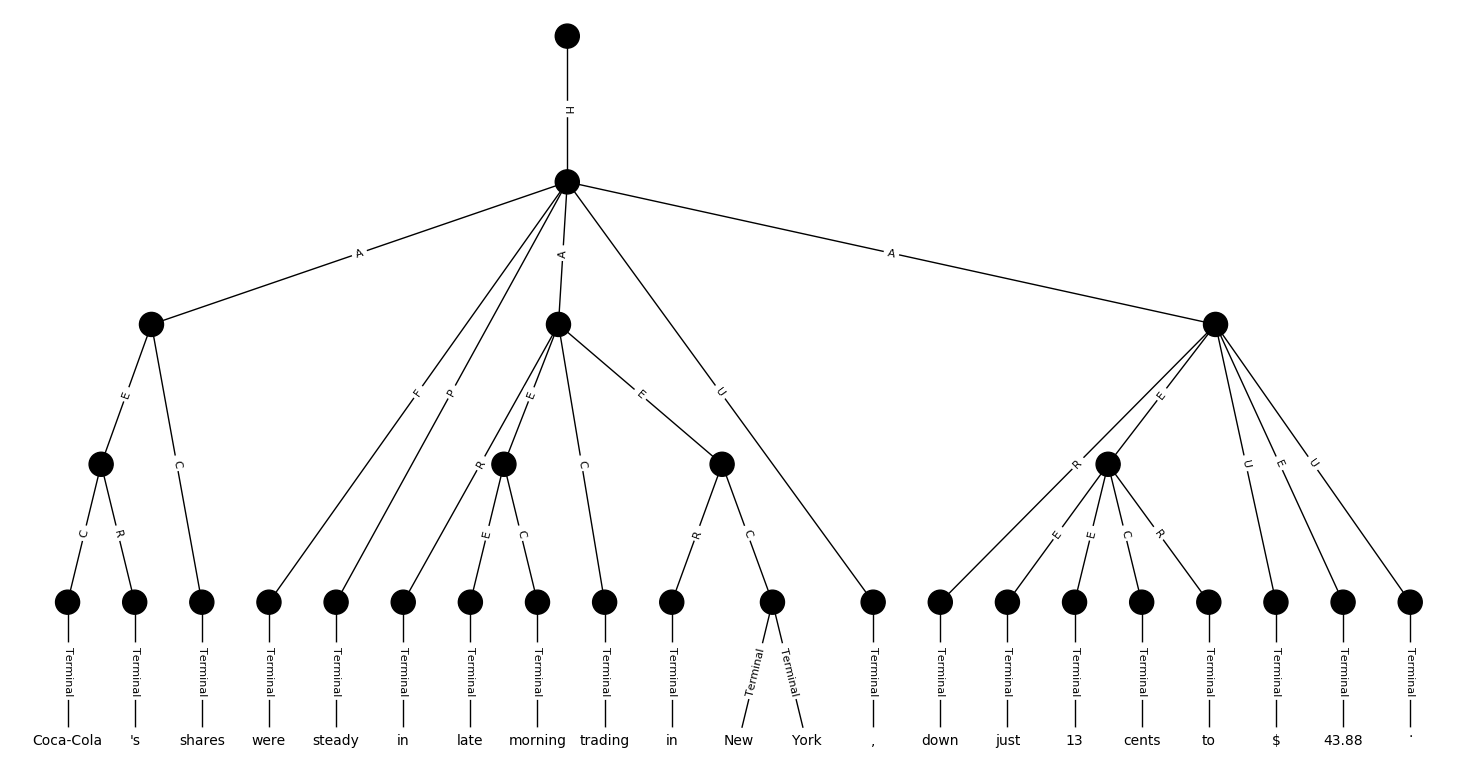 H
A
A
A
E
C
F
P
E
E
U
E
R
C
R
U
E
U
C
R
E
C
R
C
E
E
C
R
Terminal Terminal Terminal Terminal Terminal Terminal Terminal Terminal Terminal Terminal Terminal Terminal Terminal Terminal Terminal Terminal Terminal Terminal Terminal Terminal Terminal
Coca-Cola 's shares were steady in late morning trading in New York , down just 13 cents to $ 43.88 .